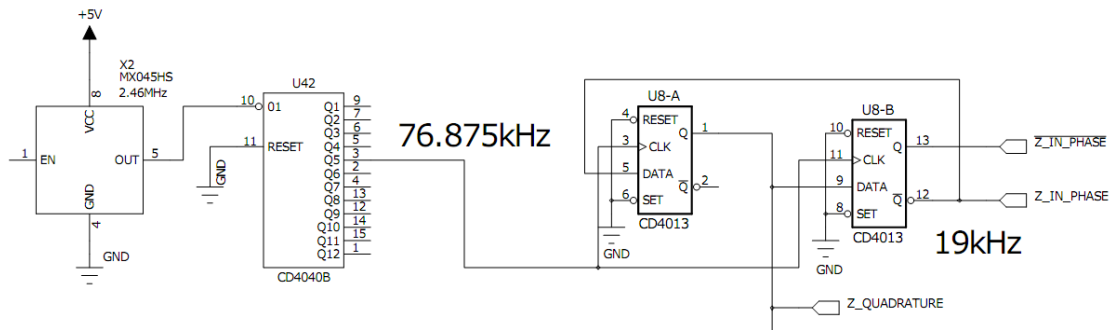 +5V
X2
MX045HS
2.46MHz
8
VCC
1
EN
OUT
5
GND
4
GND
U42
10
01
11
RESET
GND
Q1
9
Q2
7
Q3
6
Q4
5
Q5
3
Q6
2
Q7
4
Q8
13
Q9
12
Q10
14
Q11
15
Q12
1
CD4040B
76.875kHz
U8-A
4
RESET
Q
1
3
CLK
5
DATA
Q
2
6
SET
CD4013
GND
U8-B
10
RESET
Q
13
11
CLK
9
DATA
Q
12
8
SET
CD4013
GND
Z_IN_PHASE
Z_IN_PHASE
19kHz
Z_QUADRATURE